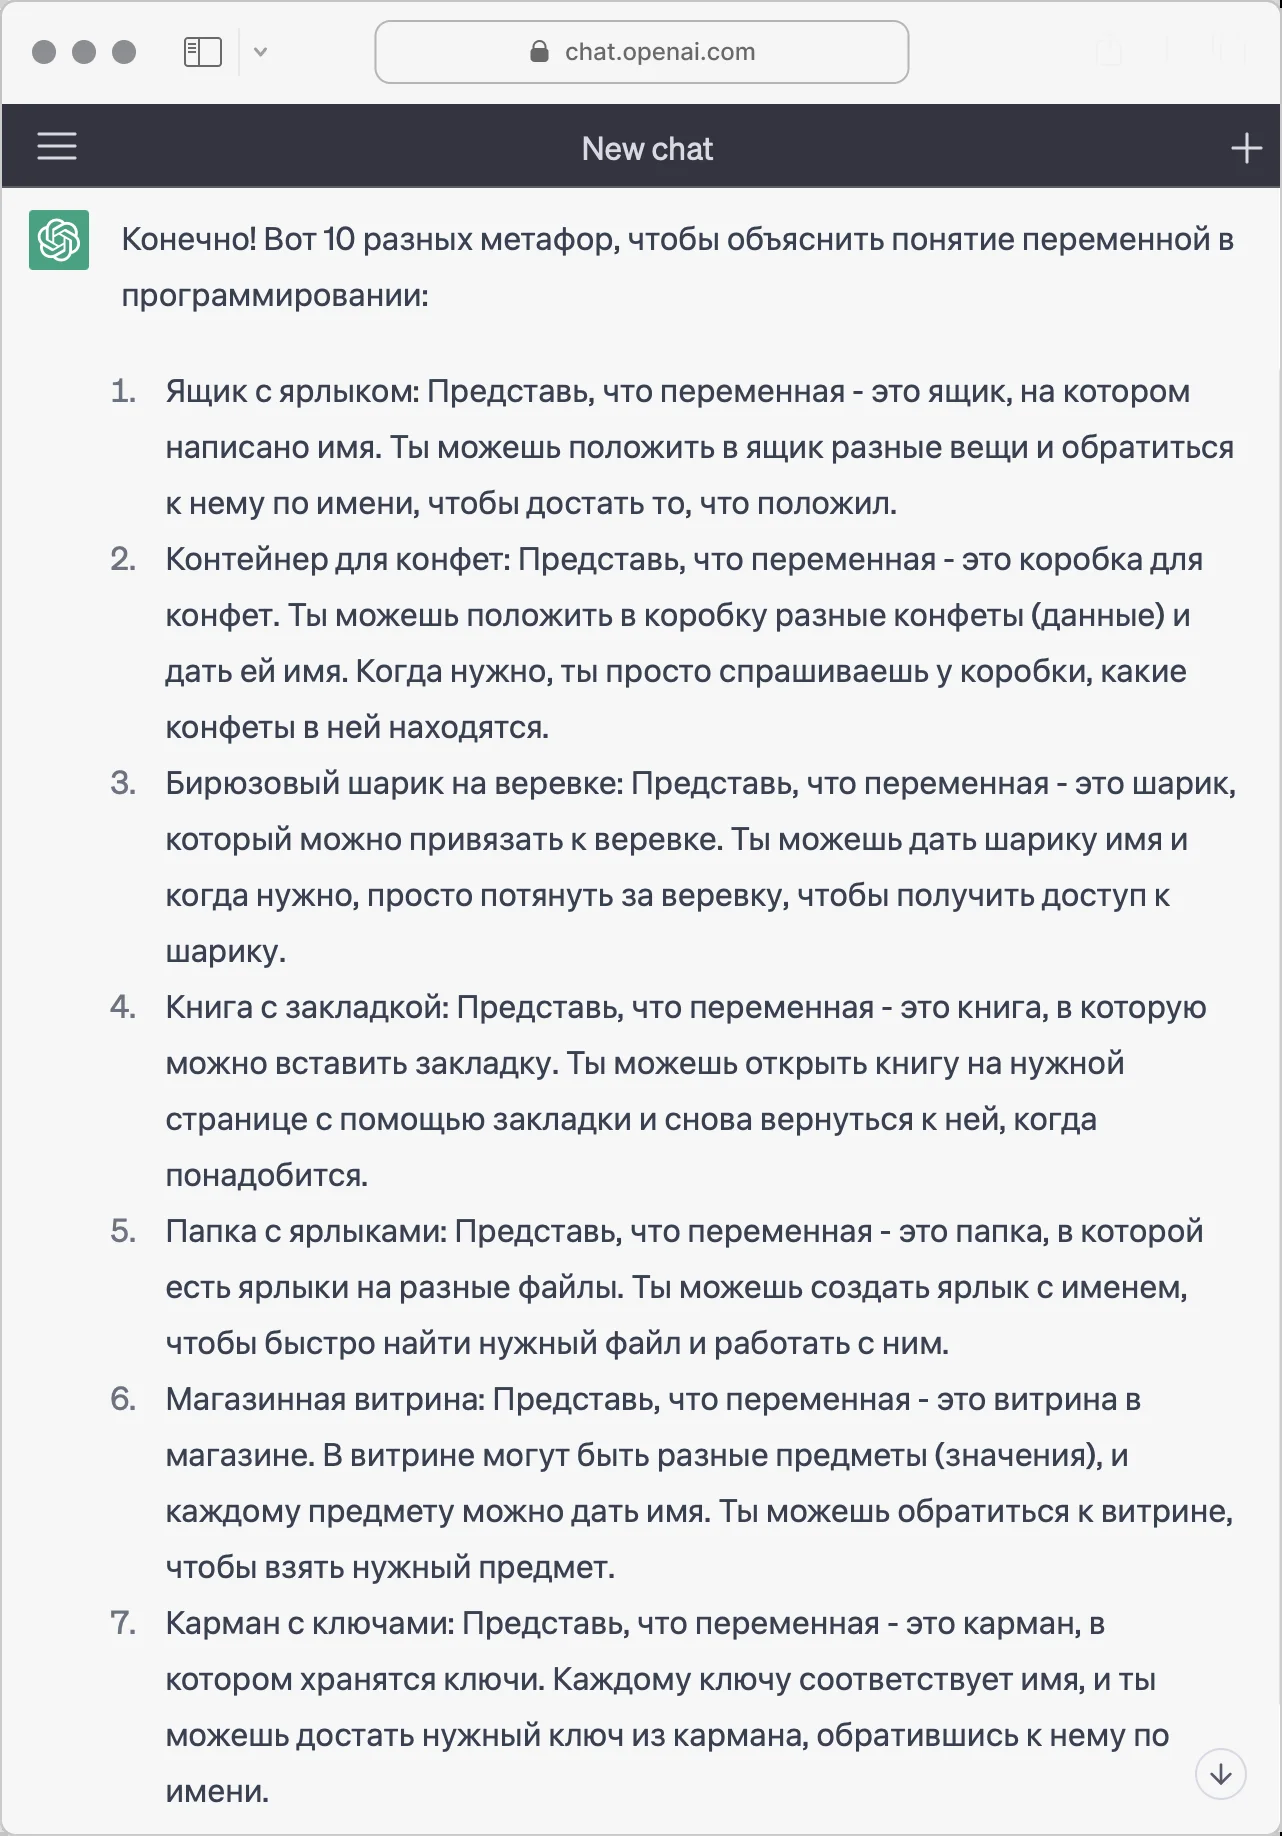 chat.openai.com
New chat
Конечно! Вот 10 разных метафор, чтобы объяснить понятие переменной в
программировании:
1. Ящик с ярлыком: Представь, что переменная - это ящик, на котором
написано имя. Ты можешь положить в ящик разные вещи и обратиться
к нему по имени, чтобы достать то, что положил.
2. Контейнер для конфет: Представь, что переменная - это коробка для
конфет. Ты можешь положить в коробку разные конфеты (данные) и
дать ей имя. Когда нужно, ты просто спрашиваешь у коробки, какие
конфеты в ней находятся.
3. Бирюзовый шарик на веревке: Представь, что переменная - это шарик,
который можно привязать к веревке. Ты можешь дать шарику имя и
когда нужно, просто потянуть за веревку, чтобы получить доступ к
шарику.
4. Книга с закладкой: Представь, что переменная - это книга, в которую
можно вставить закладку. Ты можешь открыть книгу на нужной
странице с помощью закладки и снова вернуться к ней, когда
понадобится.
5. Папка с ярлыками: Представь, что переменная - это папка, в которой
есть ярлыки на разные файлы. Ты можешь создать ярлык с именем,
чтобы быстро найти нужный файл и работать с ним.
6. Магазинная витрина: Представь, что переменная - это витрина в
магазине. В витрине могут быть разные предметы (значения), и
каждому предмету можно дать имя. Ты можешь обратиться к витрине,
чтобы взять нужный предмет.
7. Карман с ключами: Представь, что переменная - это карман, в
котором хранятся ключи. Каждому ключу соответствует имя, и ты
можешь достать нужный ключ из кармана, обратившись к нему по
имени.